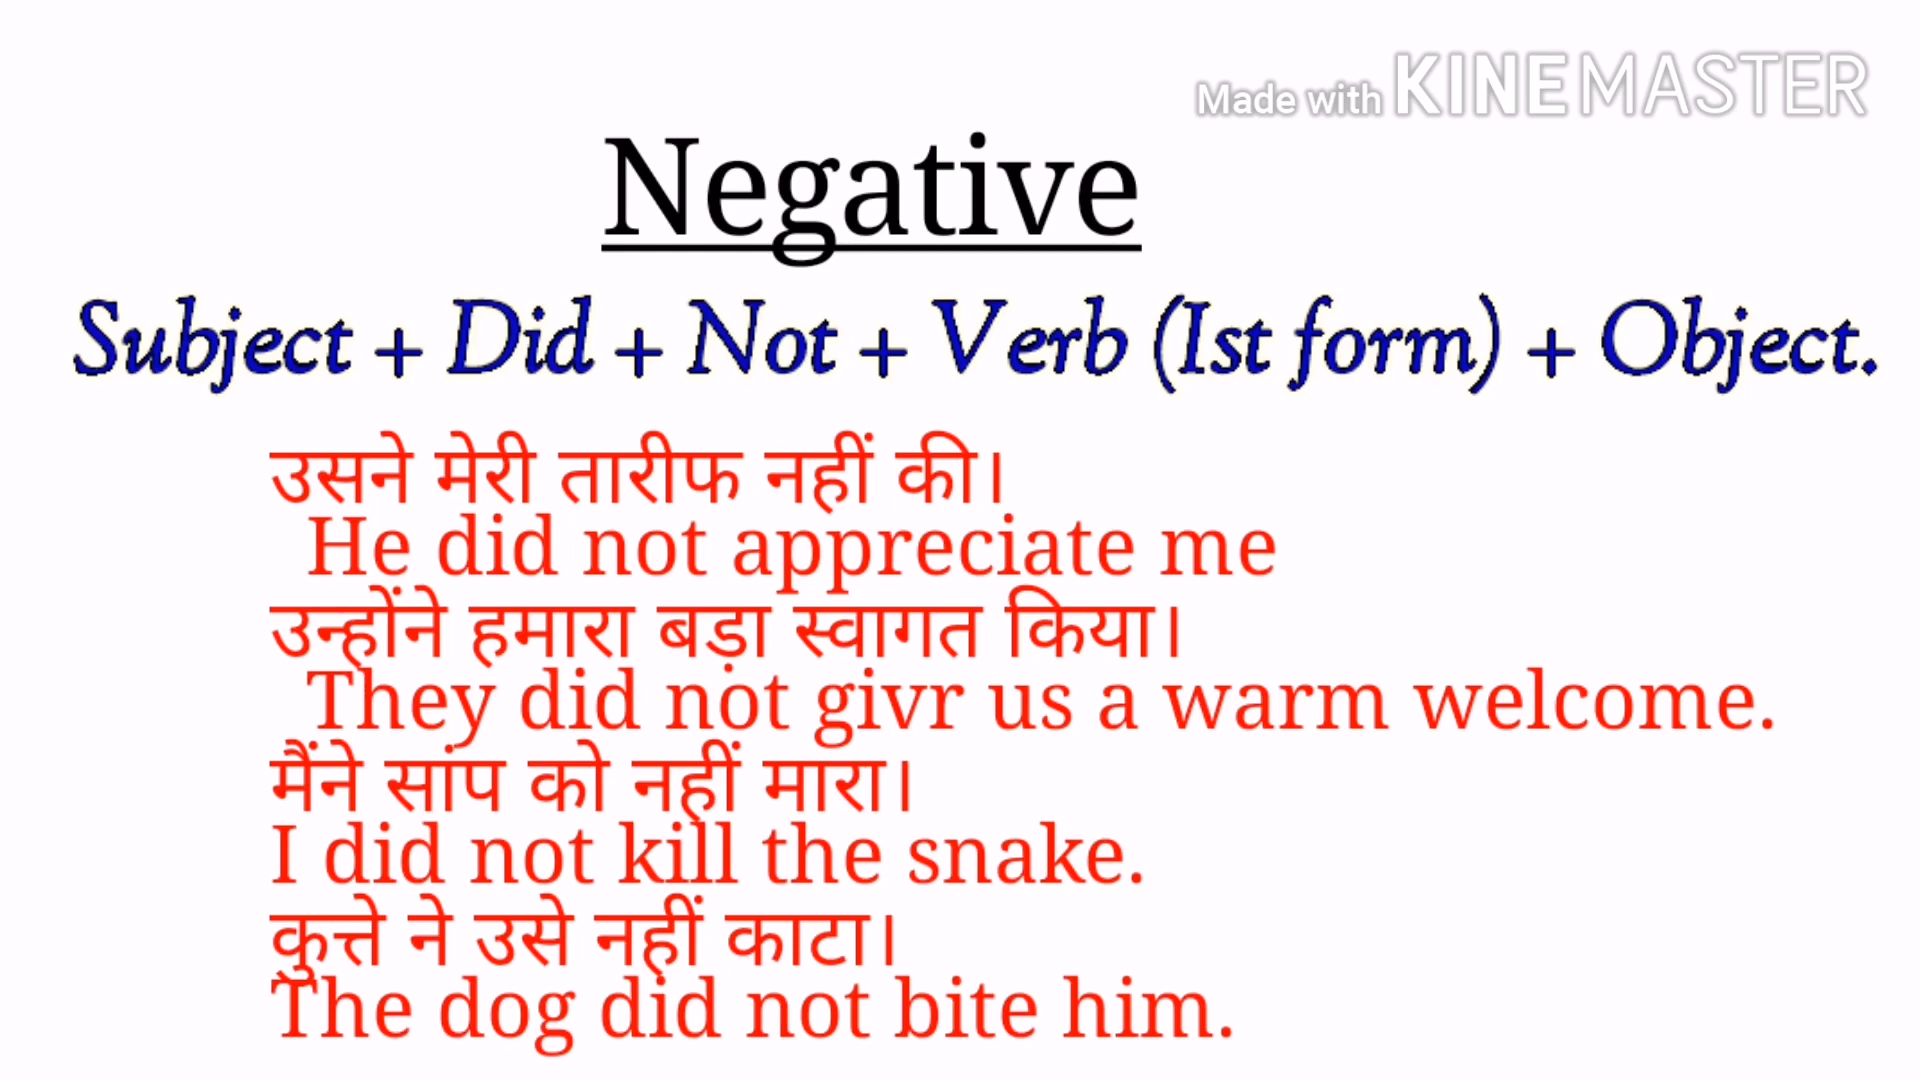 Made with KINEMASTER
Negative
Subject + Did + Not + Verb (Ist form) + Object.
उसने मेरी तारीफ नहीं की।
He did not appreciate me
उन्होंने हमारा बड़ा स्वागत किया।
They did not givr us a warm welcome.
मैंने सांप को नहीं मारा।
I did not kill the snake.
कुत्ते ने उसे नहीं काटा।
The dog did not bite him.